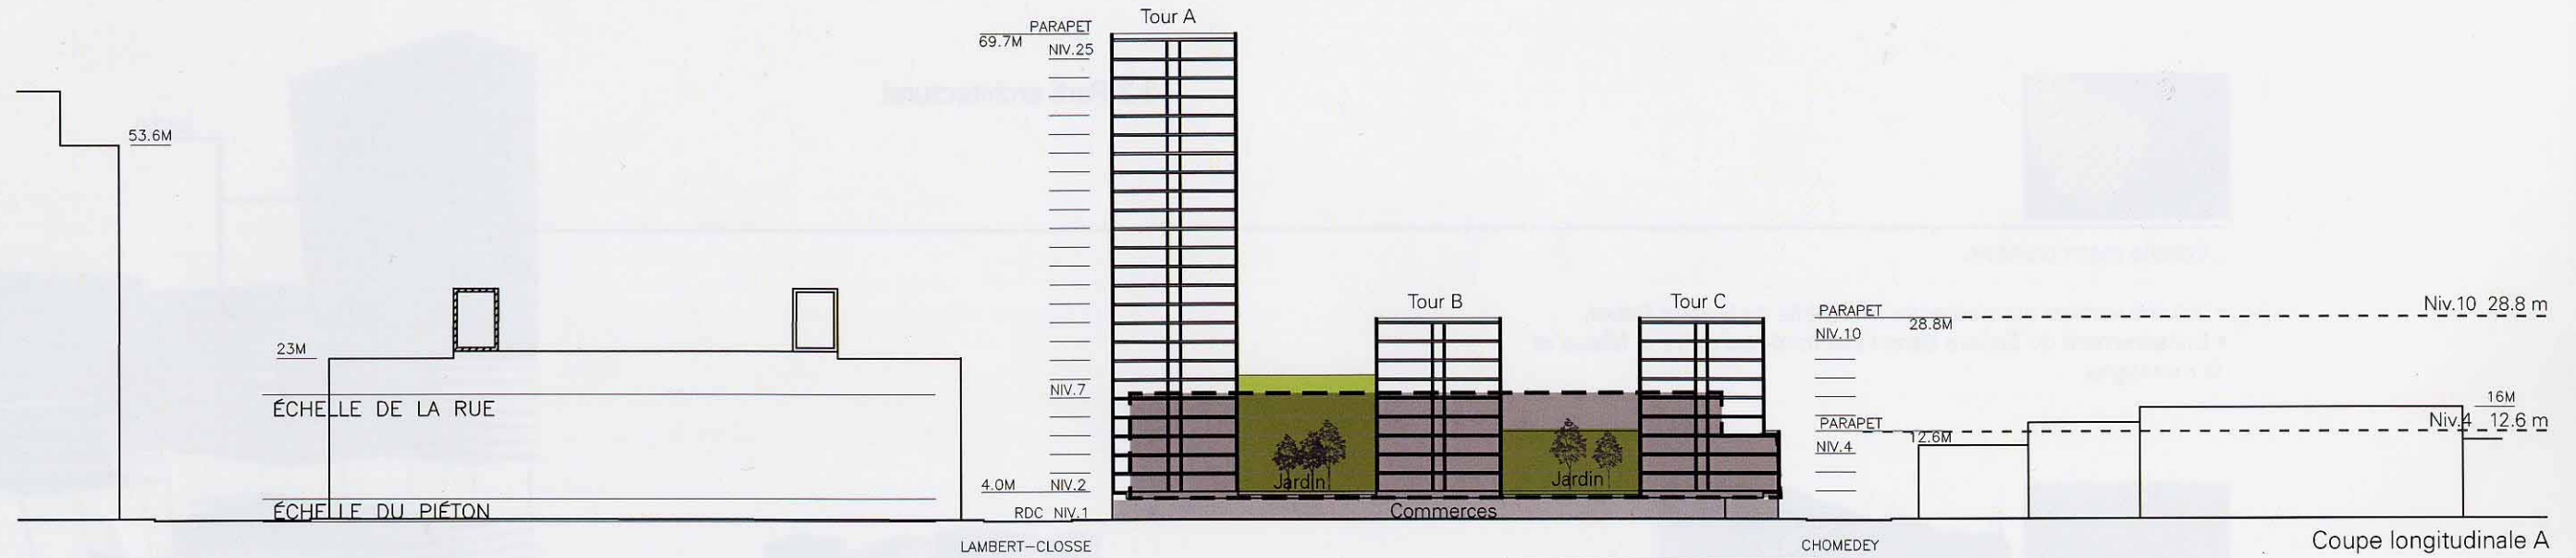 Tour A
PARAPET
69.7M
NIV.25
53.6M
Tour B
Tour C
PARAPET
28.8M
Niv.10 28.8 m
NIV.10
23M
NIV.7
ÉCHELLE DE LA RUE
16M
PARAPET
12.6M
Niv.4 12.6 m
NIV.4
4.0M
NIV.2
Jardin
Jardin
ÉCHELLE DU PIÉTON
RDC NIV.1
Commerces
LAMBERT-CLOSSE
CHOMEDEY
Coupe longitudinale A